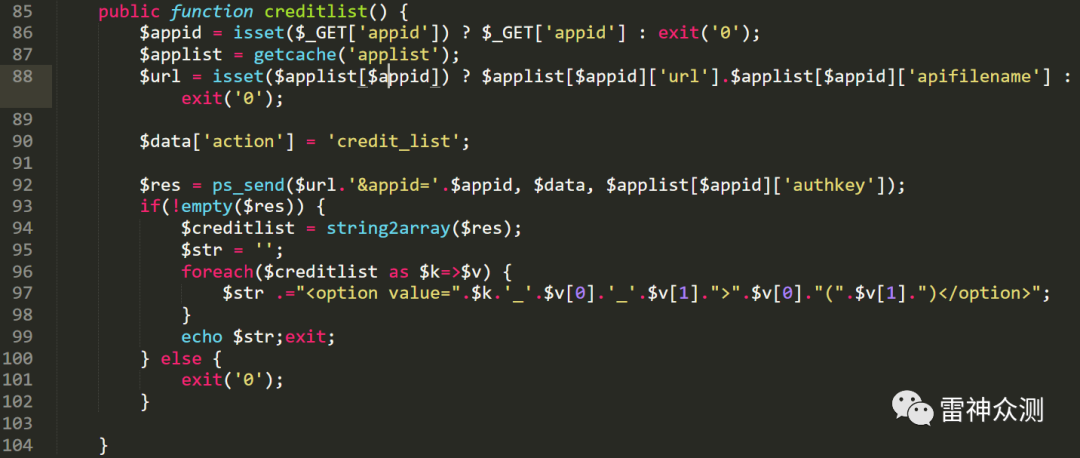 85 public function creditlist() {
86 $appid = isset($_GET['appid']) ? $_GET['appid'] : exit('0');
87 $applist = getcache('applist');
88 $url = isset($applist[$appid]) ? $applist[$appid]['url'].$applist[$appid]['apifilename'] :
exit('0');
89
90 $data['action'] = 'credit_list';
91
92 $res = ps_send($url.'&appid='.$appid, $data, $applist[$appid]['authkey']);
93 if(!empty($res)) {
94 $creditlist = string2array($res);
95 $str = '';
96 foreach($creditlist as $k=>$v) {
97 $str .="<option value=".$k.'_'.$v[0].'_'.$v[1].">".$v[0]."(".$v[1].")</option>";
98 }
99 echo $str;exit;
100 } else {
101 exit('0');
102 }
103
104 }
雷神众测